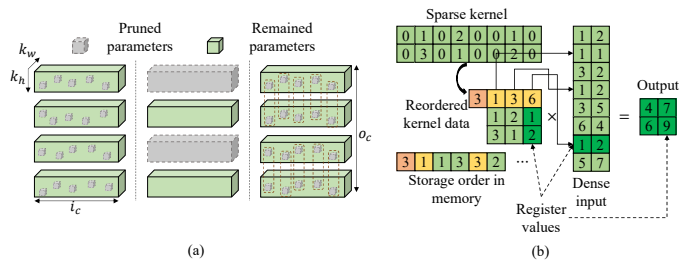 Pruned parameters
Remained parameters
k_w
k_h
i_c
o_c
(a)
Sparse kernel
0 1 0 2 0 0 1 0
0 3 0 1 0 0 2 0
Reordered
kernel data
3 1 3 6
1 2 1
3 1 2
×
1 2
1 1
3 2
1 2
3 5
6 4
1 2
5 7
Dense
input
=
Output
4 7
6 9
3 1 1 3 3 2 ...
Storage order in
memory
Register
values
(b)